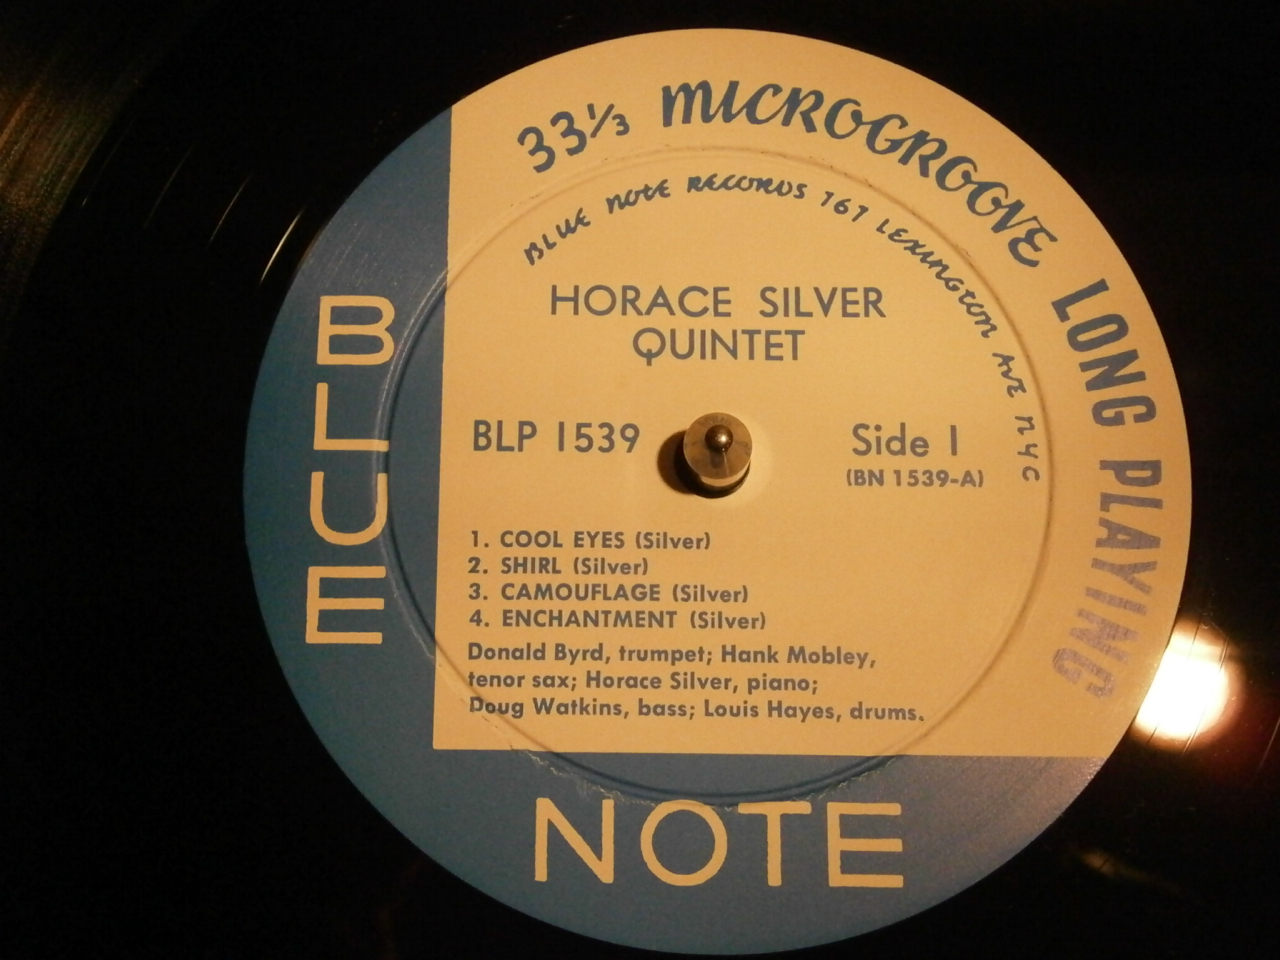 33⅓ MICROGROOVE LONG PLAYING
BLUE NOTE RECORDS 767 LEXINGTON AVE NYC
HORACE SILVER
QUINTET
BLP 1539
Side 1
(BN 1539-A)
1. COOL EYES (Silver)
2. SHIRL (Silver)
3. CAMOUFLAGE (Silver)
4. ENCHANTMENT (Silver)
Donald Byrd, trumpet; Hank Mobley,
tenor sax; Horace Silver, piano;
Doug Watkins, bass; Louis Hayes, drums.
BLUE
NOTE